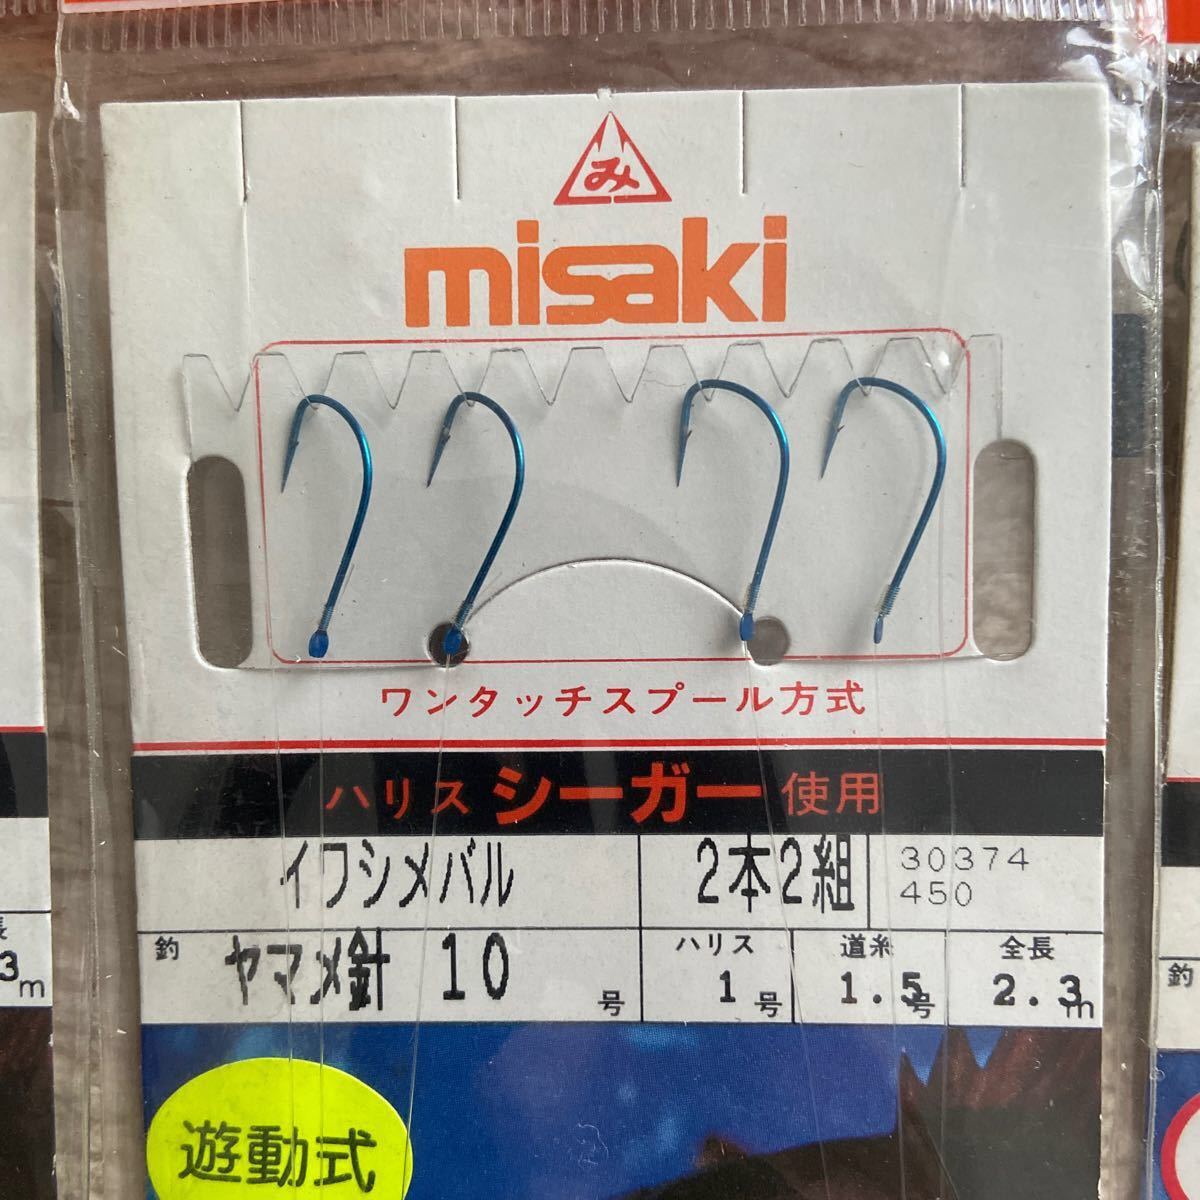 み
misaki
ワンタッチスプール方式
ハリス シーガー 使用
イワシメバル 2本2組 30374
450
釣 ヤマメ針 10 号 ハリス 1 号 道糸 1.5号 全長 2.3m
遊動式
長
3m
釣